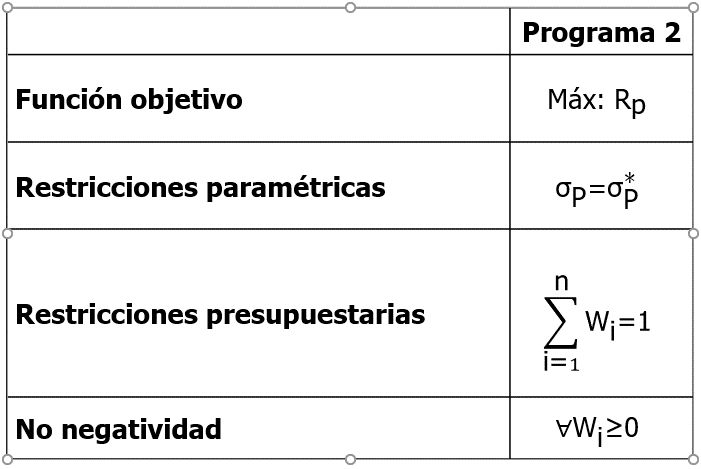 Programa 2
Función objetivo
Máx: Rp
Restricciones paramétricas
σP=σ*P
Restricciones presupuestarias
n
∑ Wi=1
i=1
No negatividad
∀Wi≥0